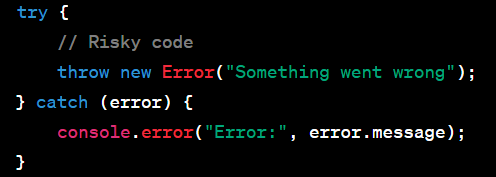 try {
    // Risky code
    throw new Error("Something went wrong");
} catch (error) {
    console.error("Error:", error.message);
}